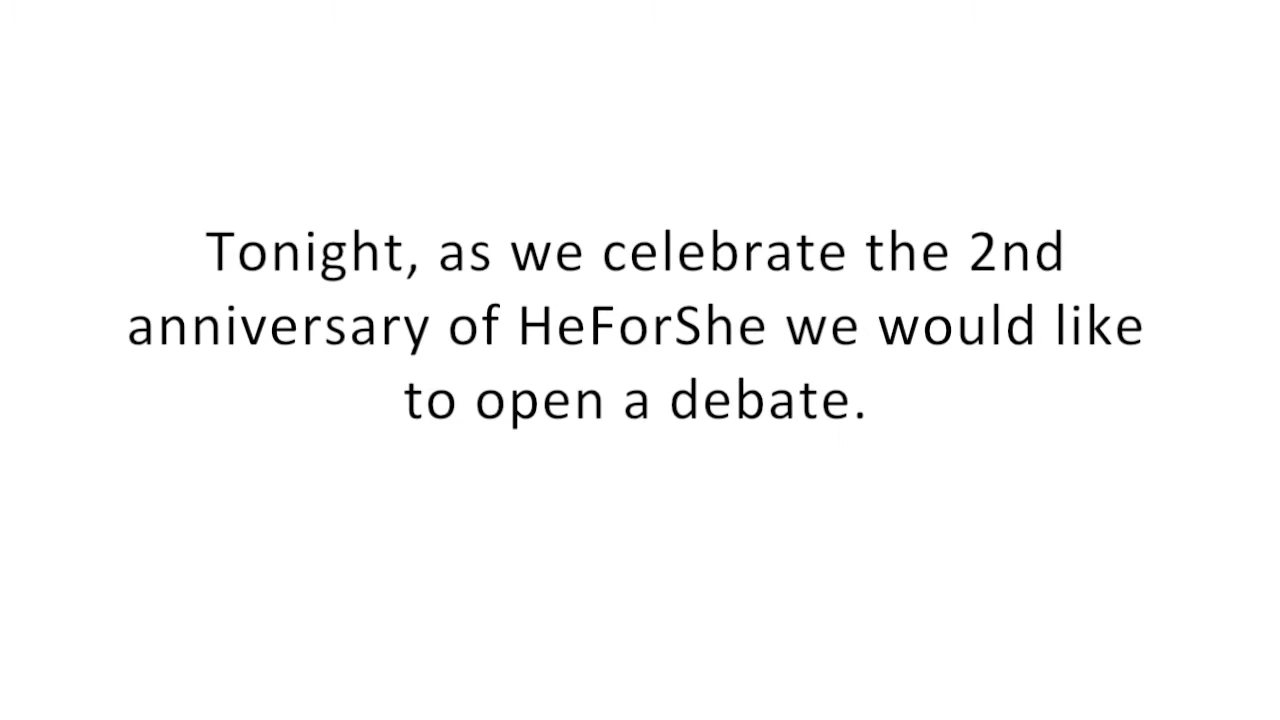 Tonight, as we celebrate the 2nd
anniversary of HeForShe we would like
to open a debate.